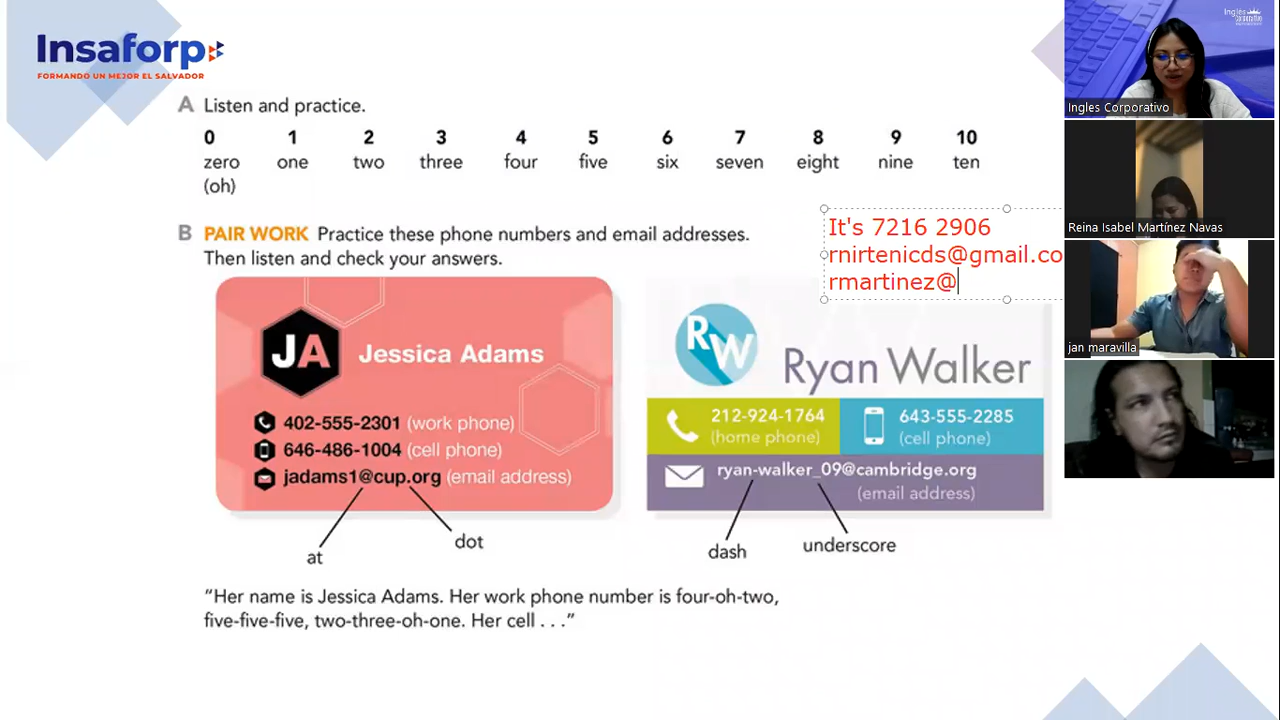 Insaforp
FORMANDO UN MEJOR EL SALVADOR
A Listen and practice.
0 1 2 3 4 5 6 7 8 9 10
zero one two three four five six seven eight nine ten
(oh)
B PAIR WORK Practice these phone numbers and email addresses.
Then listen and check your answers.
It's 7216 2906
rnirtenicds@gmail.co
rmartinez@
JA
Jessica Adams
402-555-2301 (work phone)
646-486-1004 (cell phone)
jadams1@cup.org (email address)
at
dot
RW
Ryan Walker
212-924-1764
(home phone)
643-555-2285
(cell phone)
ryan-walker_09@cambridge.org
(email address)
dash
underscore
“Her name is Jessica Adams. Her work phone number is four-oh-two,
five-five-five, two-three-oh-one. Her cell . . .”
Inglés
corporativo
Ingles Corporativo
Reina Isabel Martínez Navas
jan maravilla